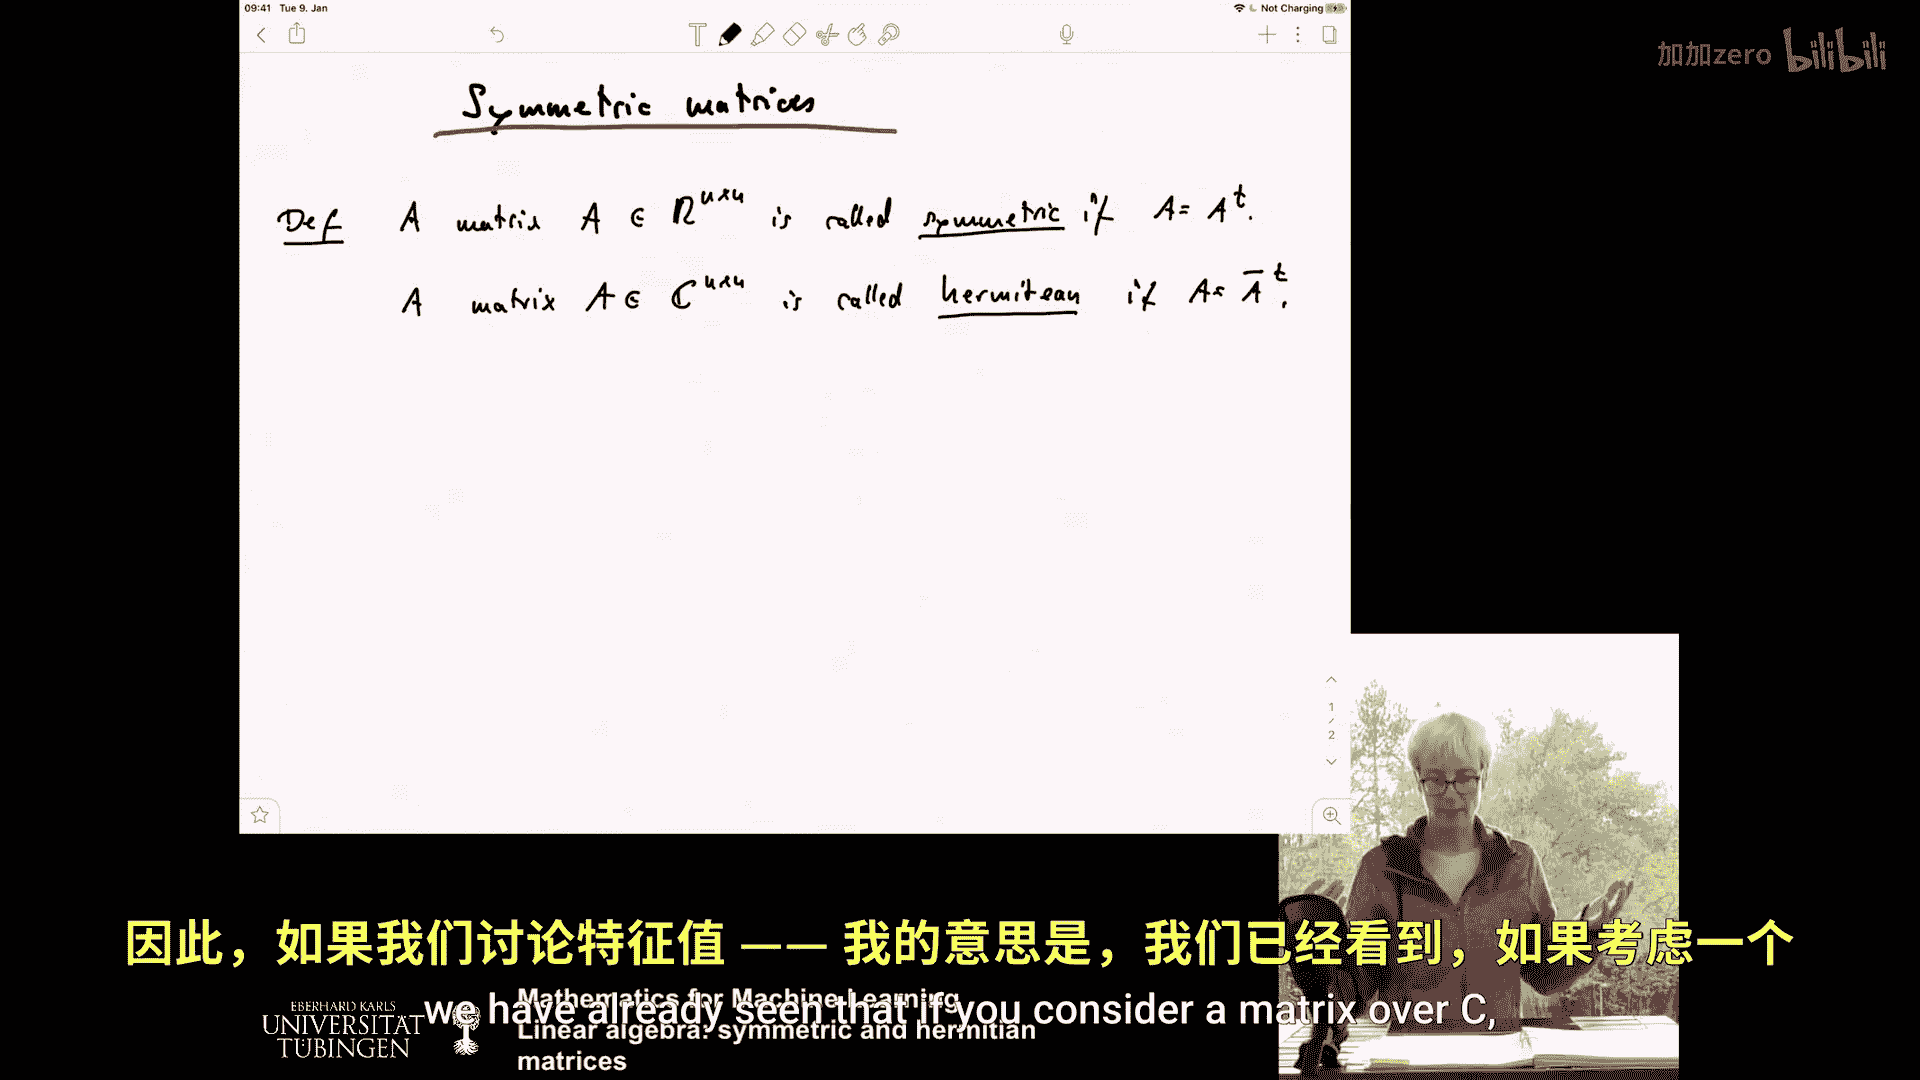 09:41 Tue 9. Jan
Not Charging
加加zero bilibili
T
Symmetric matrices
Def A matrix A ∈ ℝⁿˣⁿ is called symmetric if A = Aᵗ.
A matrix A ∈ ℂⁿˣⁿ is called hermitean if A = A̅ᵗ.
1
/
2
因此，如果我们讨论特征值 —— 我的意思是，我们已经看到，如果考虑一个
we have already seen that if you consider a matrix over C,
EBERHARD KARLS
UNIVERSITÄT
TÜBINGEN
Mathematics for Machine Learning
Linear algebra: symmetric and hermitian
matrices